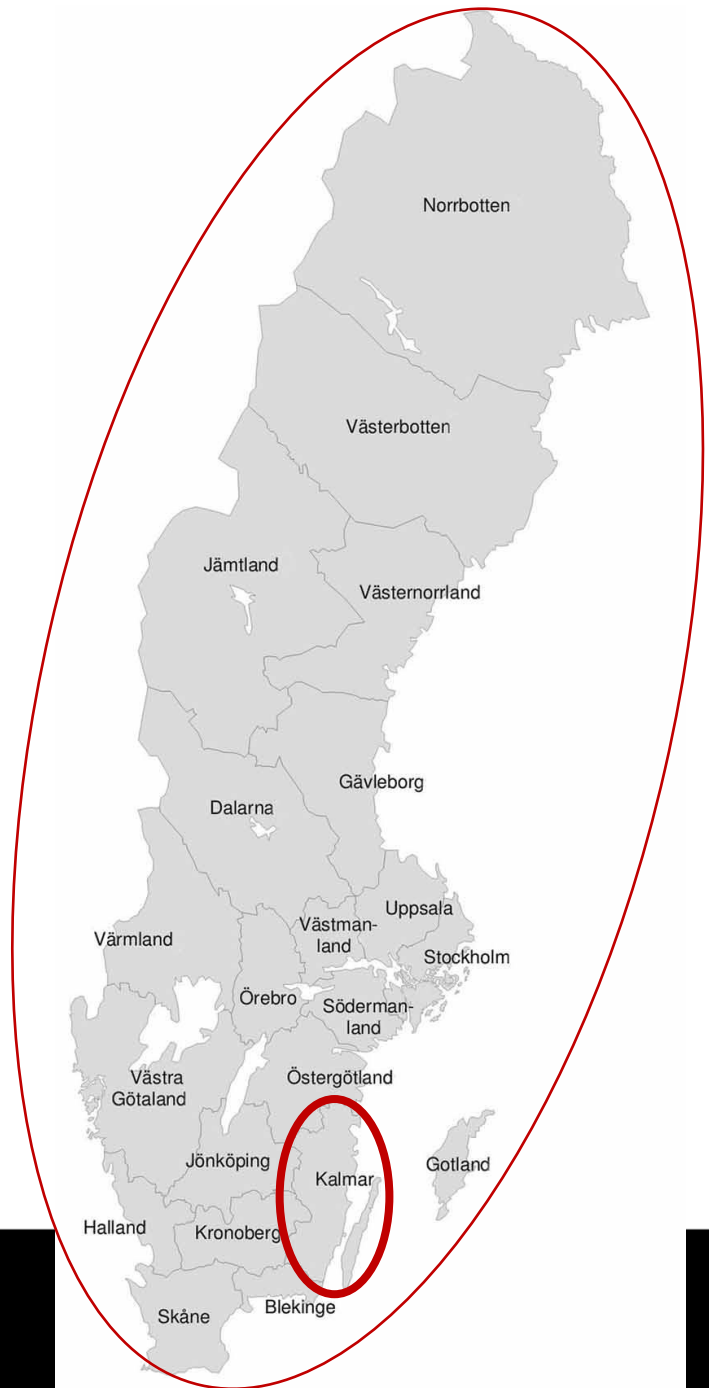 Norrbotten
Västerbotten
Jämtland
Västernorrland
Gävleborg
Dalarna
Uppsala
Västman-
land
Värmland
Stockholm
Örebro
Söderman-
land
Västra
Götaland
Östergötland
Jönköping
Gotland
Kalmar
Halland
Kronoberg
Blekinge
Skåne